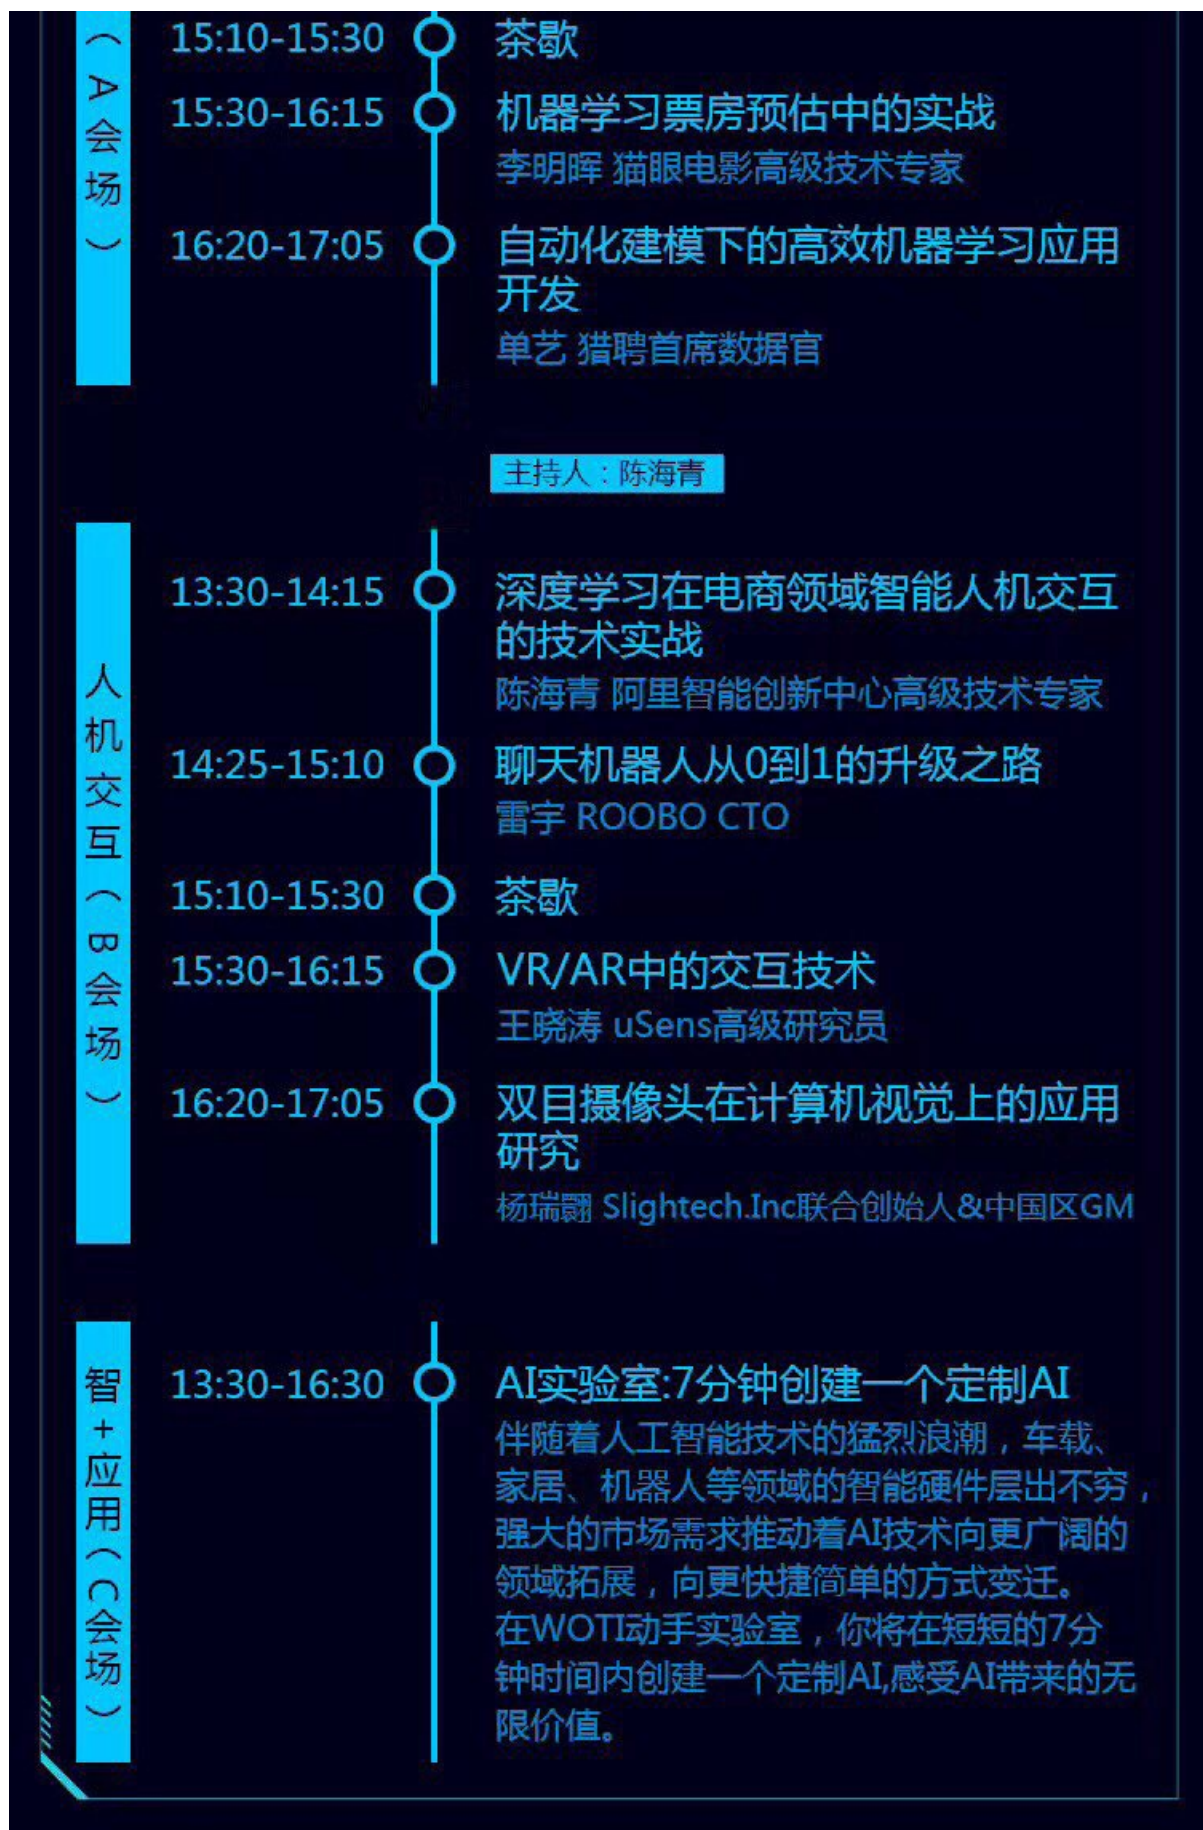 （A会场）
15:10-15:30 茶歇
15:30-16:15 机器学习票房预估中的实战
李明晖 猫眼电影高级技术专家
16:20-17:05 自动化建模下的高效机器学习应用
开发
单艺 猎聘首席数据官
主持人：陈海青
人机交互（B会场）
13:30-14:15 深度学习在电商领域智能人机交互
的技术实战
陈海青 阿里智能创新中心高级技术专家
14:25-15:10 聊天机器人从0到1的升级之路
雷宇 ROOBO CTO
15:10-15:30 茶歇
15:30-16:15 VR/AR中的交互技术
王晓涛 uSens高级研究员
16:20-17:05 双目摄像头在计算机视觉上的应用
研究
杨瑞翾 Slightech.Inc联合创始人&中国区GM
智+应用（C会场）
13:30-16:30 AI实验室:7分钟创建一个定制AI
伴随着人工智能技术的猛烈浪潮，车载、
家居、机器人等领域的智能硬件层出不穷，
强大的市场需求推动着AI技术向更广阔的
领域拓展，向更快捷简单的方式变迁。
在WOTI动手实验室，你将在短短的7分
钟时间内创建一个定制AI,感受AI带来的无
限价值。